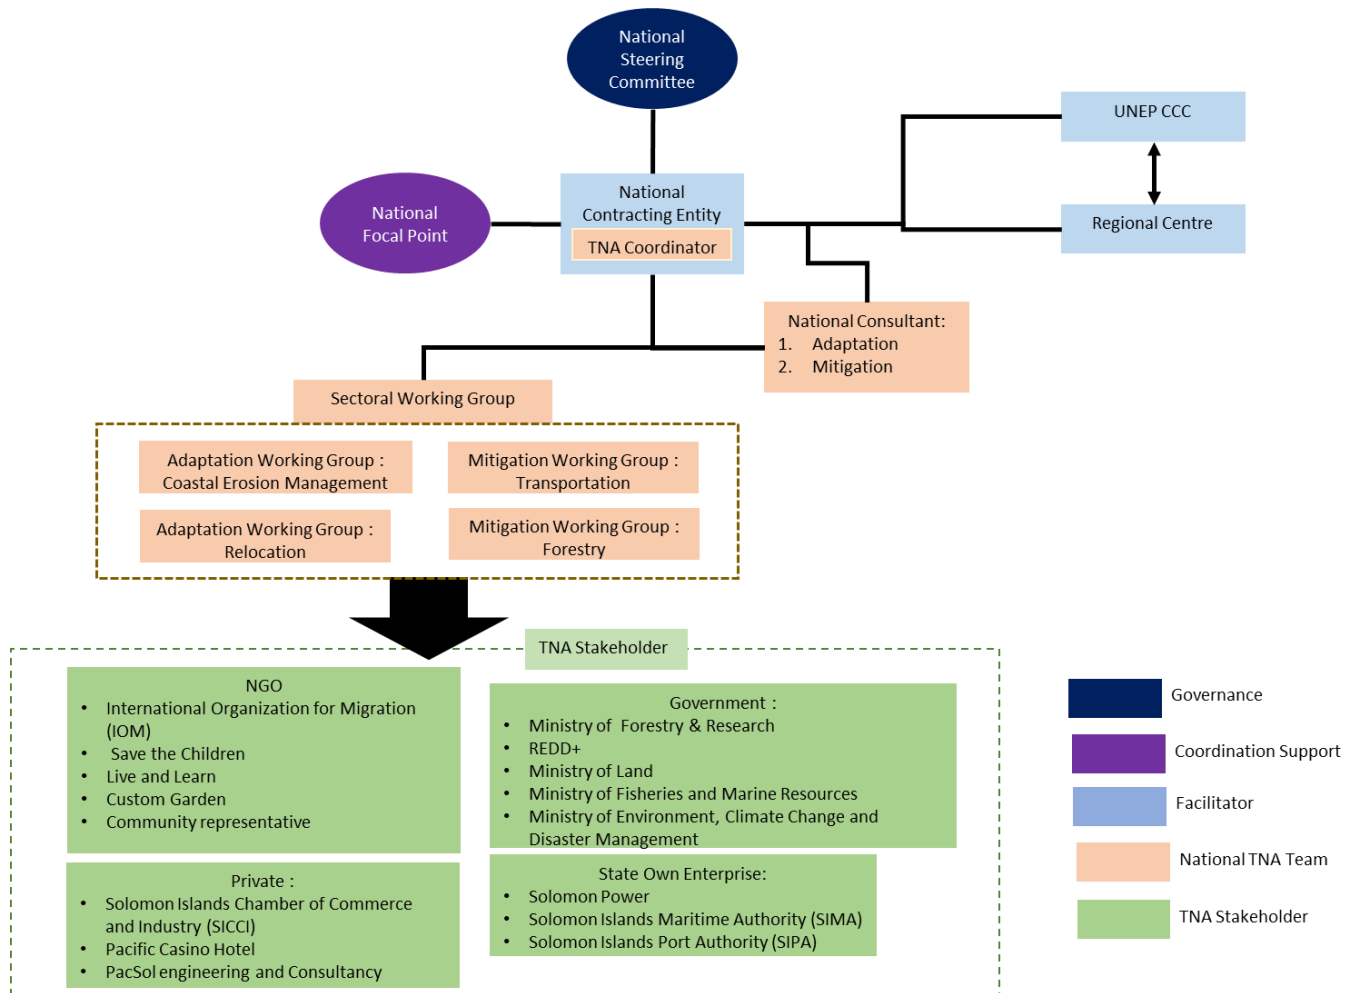 National
Steering
Committee
UNEP CCC
National
Contracting Entity
TNA Coordinator
National
Focal Point
Regional Centre
National Consultant:
1. Adaptation
2. Mitigation
Sectoral Working Group
Adaptation Working Group :
Coastal Erosion Management
Mitigation Working Group :
Transportation
Adaptation Working Group :
Relocation
Mitigation Working Group :
Forestry
TNA Stakeholder
NGO
• International Organization for Migration
(IOM)
• Save the Children
• Live and Learn
• Custom Garden
• Community representative
Government :
• Ministry of Forestry & Research
• REDD+
• Ministry of Land
• Ministry of Fisheries and Marine Resources
• Ministry of Environment, Climate Change and
Disaster Management
Private :
• Solomon Islands Chamber of Commerce
and Industry (SICCI)
• Pacific Casino Hotel
• PacSol engineering and Consultancy
State Own Enterprise:
• Solomon Power
• Solomon Islands Maritime Authority (SIMA)
• Solomon Islands Port Authority (SIPA)
Governance
Coordination Support
Facilitator
National TNA Team
TNA Stakeholder